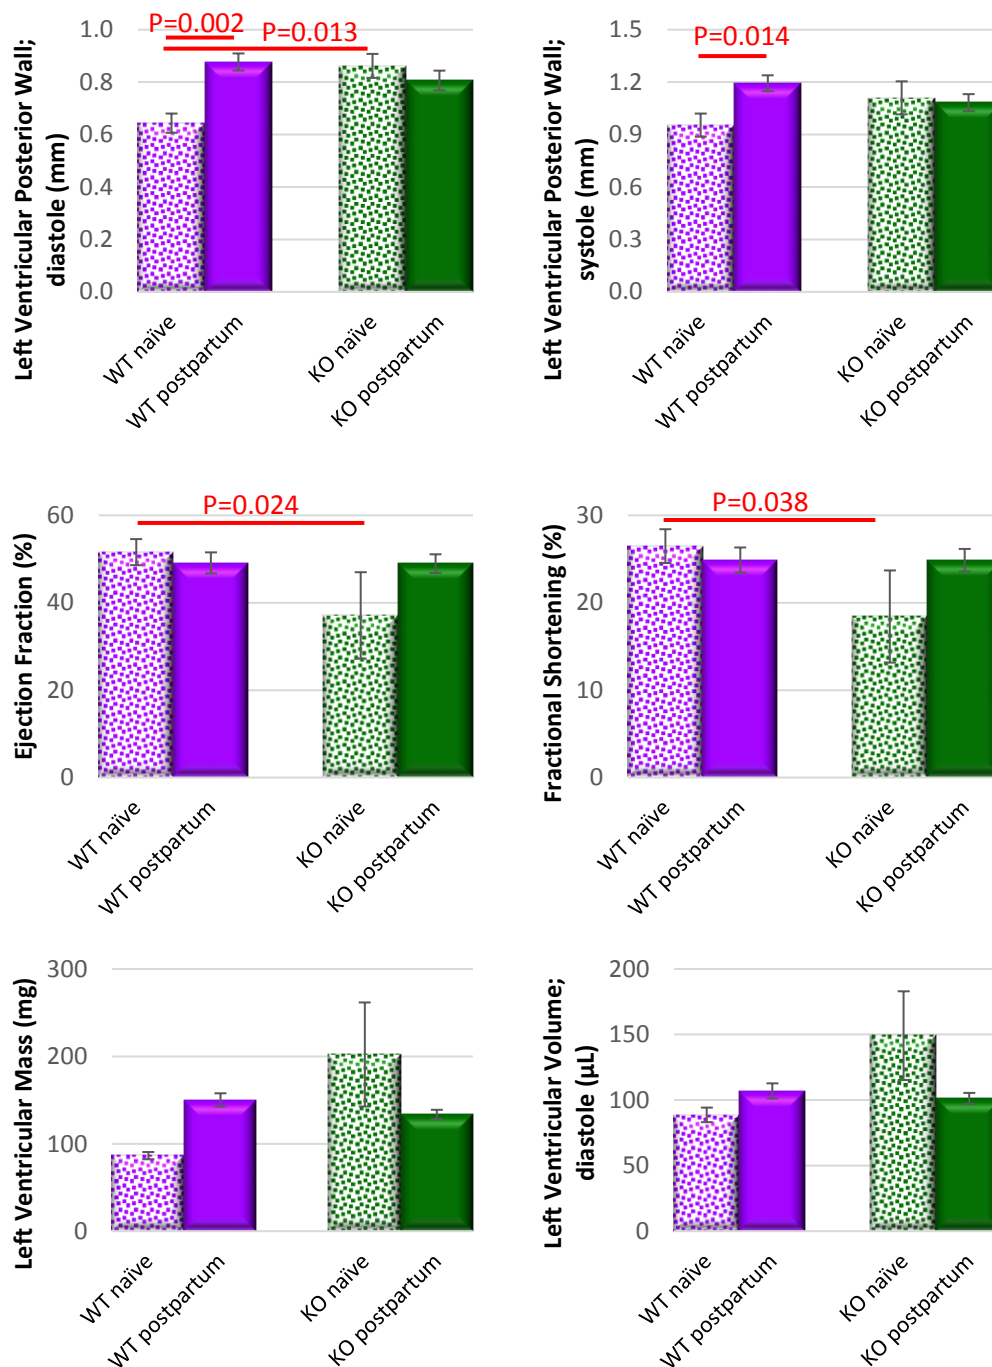 Left Ventricular Posterior Wall;
diastole (mm)
1.0
0.8
0.6
0.4
0.2
0.0
P=0.002
P=0.013
WT naïve
WT postpartum
KO naïve
KO postpartum
Left Ventricular Posterior Wall;
systole (mm)
1.5
1.2
0.9
0.6
0.3
0.0
P=0.014
WT naïve
WT postpartum
KO naïve
KO postpartum
Ejection Fraction (%)
60
40
20
0
P=0.024
WT naïve
WT postpartum
KO naïve
KO postpartum
Fractional Shortening (%)
30
20
10
0
P=0.038
WT naïve
WT postpartum
KO naïve
KO postpartum
Left Ventricular Mass (mg)
300
200
100
0
WT naïve
WT postpartum
KO naïve
KO postpartum
Left Ventricular Volume;
diastole (µL)
200
150
100
50
0
WT naïve
WT postpartum
KO naïve
KO postpartum